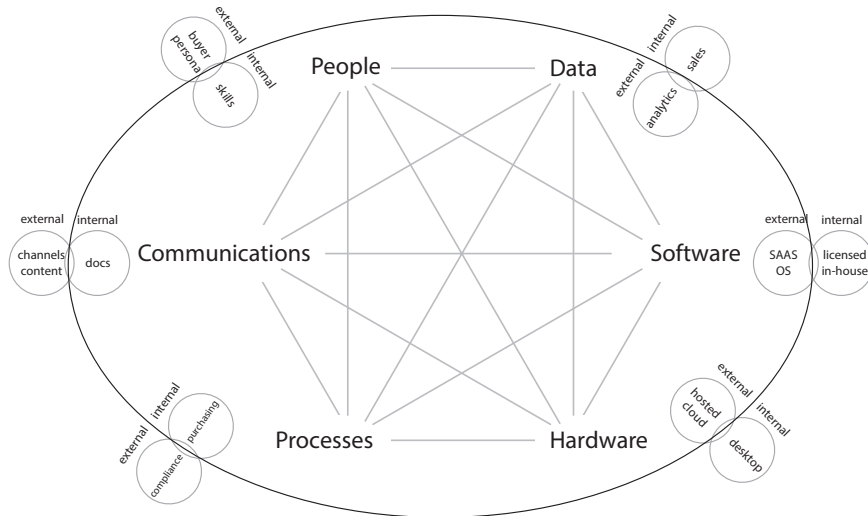 external
internal
buyer
persona
skills
People
Data
internal
external
sales
analytics
external
internal
channels
content
docs
Communications
Software
external
internal
SAAS
OS
licensed
in-house
internal
external
purchasing
compliance
Processes
Hardware
external
internal
hosted
cloud
desktop